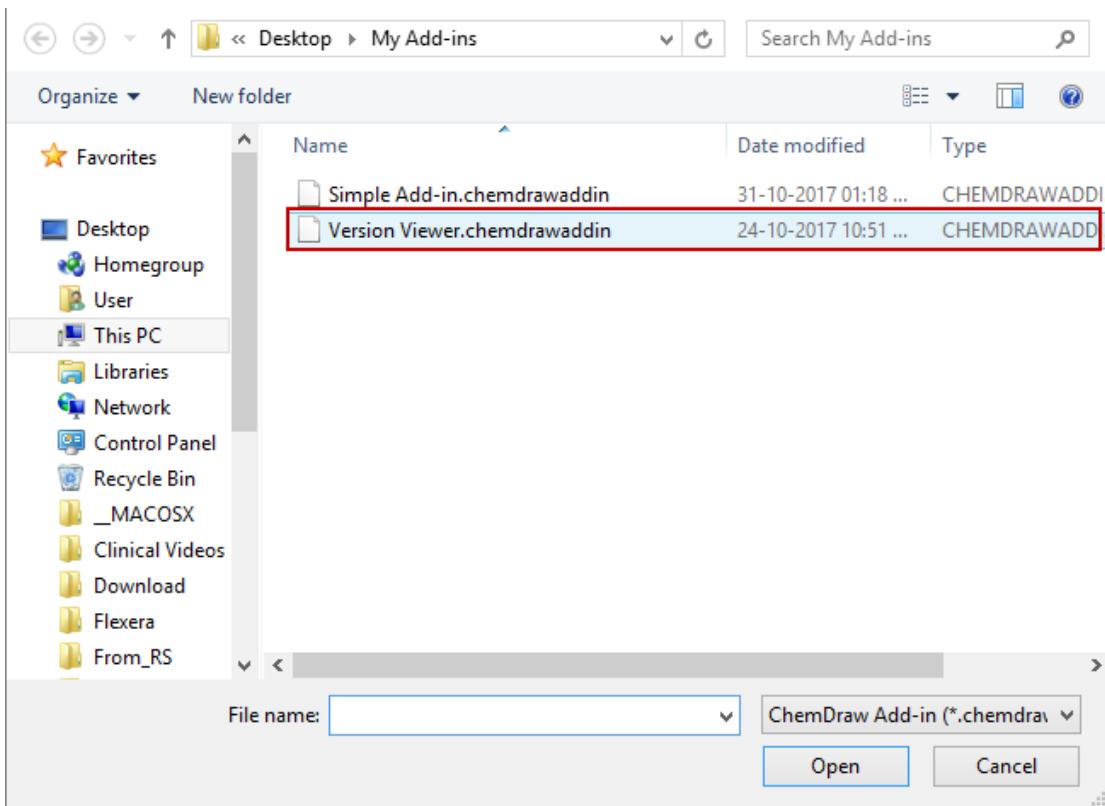 « Desktop My Add-ins Search My Add-ins
Organize New folder
Name Date modified Type
Favorites
Simple Add-in.chemdrawaddin 31-10-2017 01:18 ... CHEMDRAWADDI
Desktop Version Viewer.chemdrawaddin 24-10-2017 10:51 ... CHEMDRAWADD
Homegroup
User
This PC
Libraries
Network
Control Panel
Recycle Bin
__MACOSX
Clinical Videos
Download
Flexera
From_RS
File name: ChemDraw Add-in (*.chemdra
Open Cancel